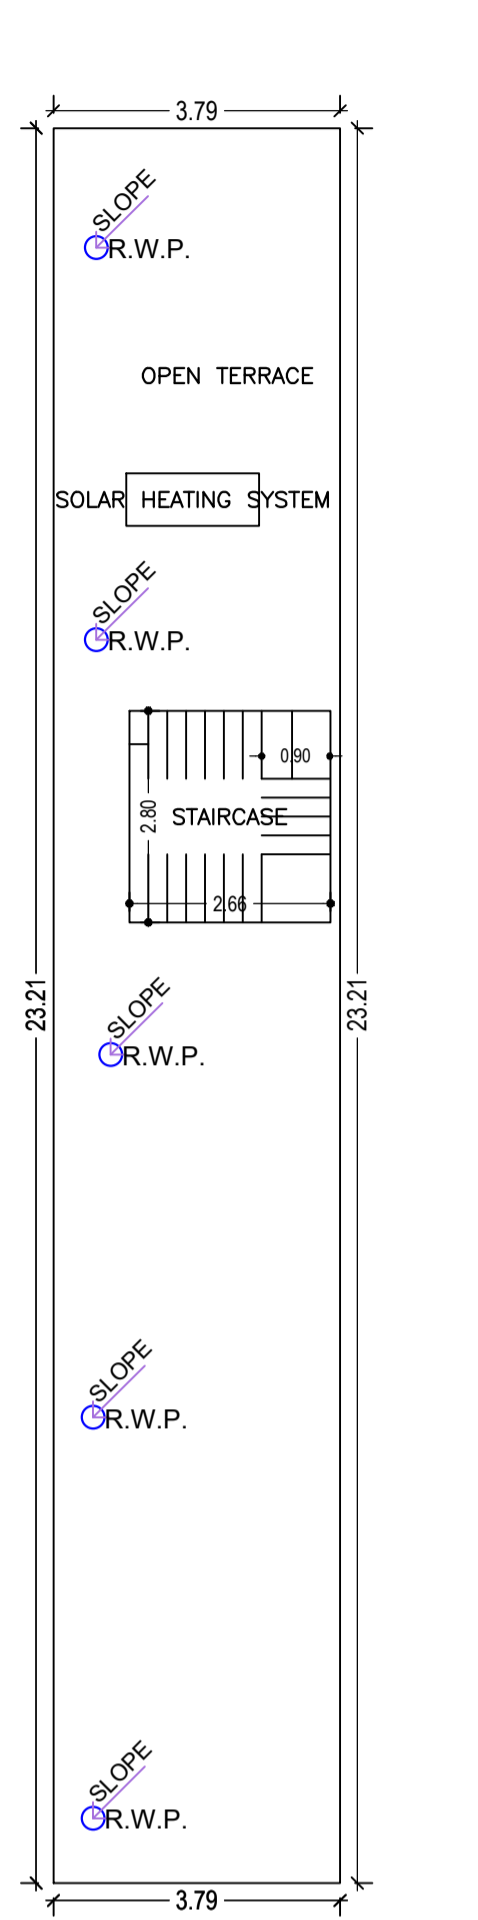 3.79
SLOPE
R.W.P.
OPEN TERRACE
SOLAR HEATING SYSTEM
SLOPE
R.W.P.
0.90
2.80
STAIRCASE
2.66
23.21
23.21
SLOPE
R.W.P.
SLOPE
R.W.P.
SLOPE
R.W.P.
3.79